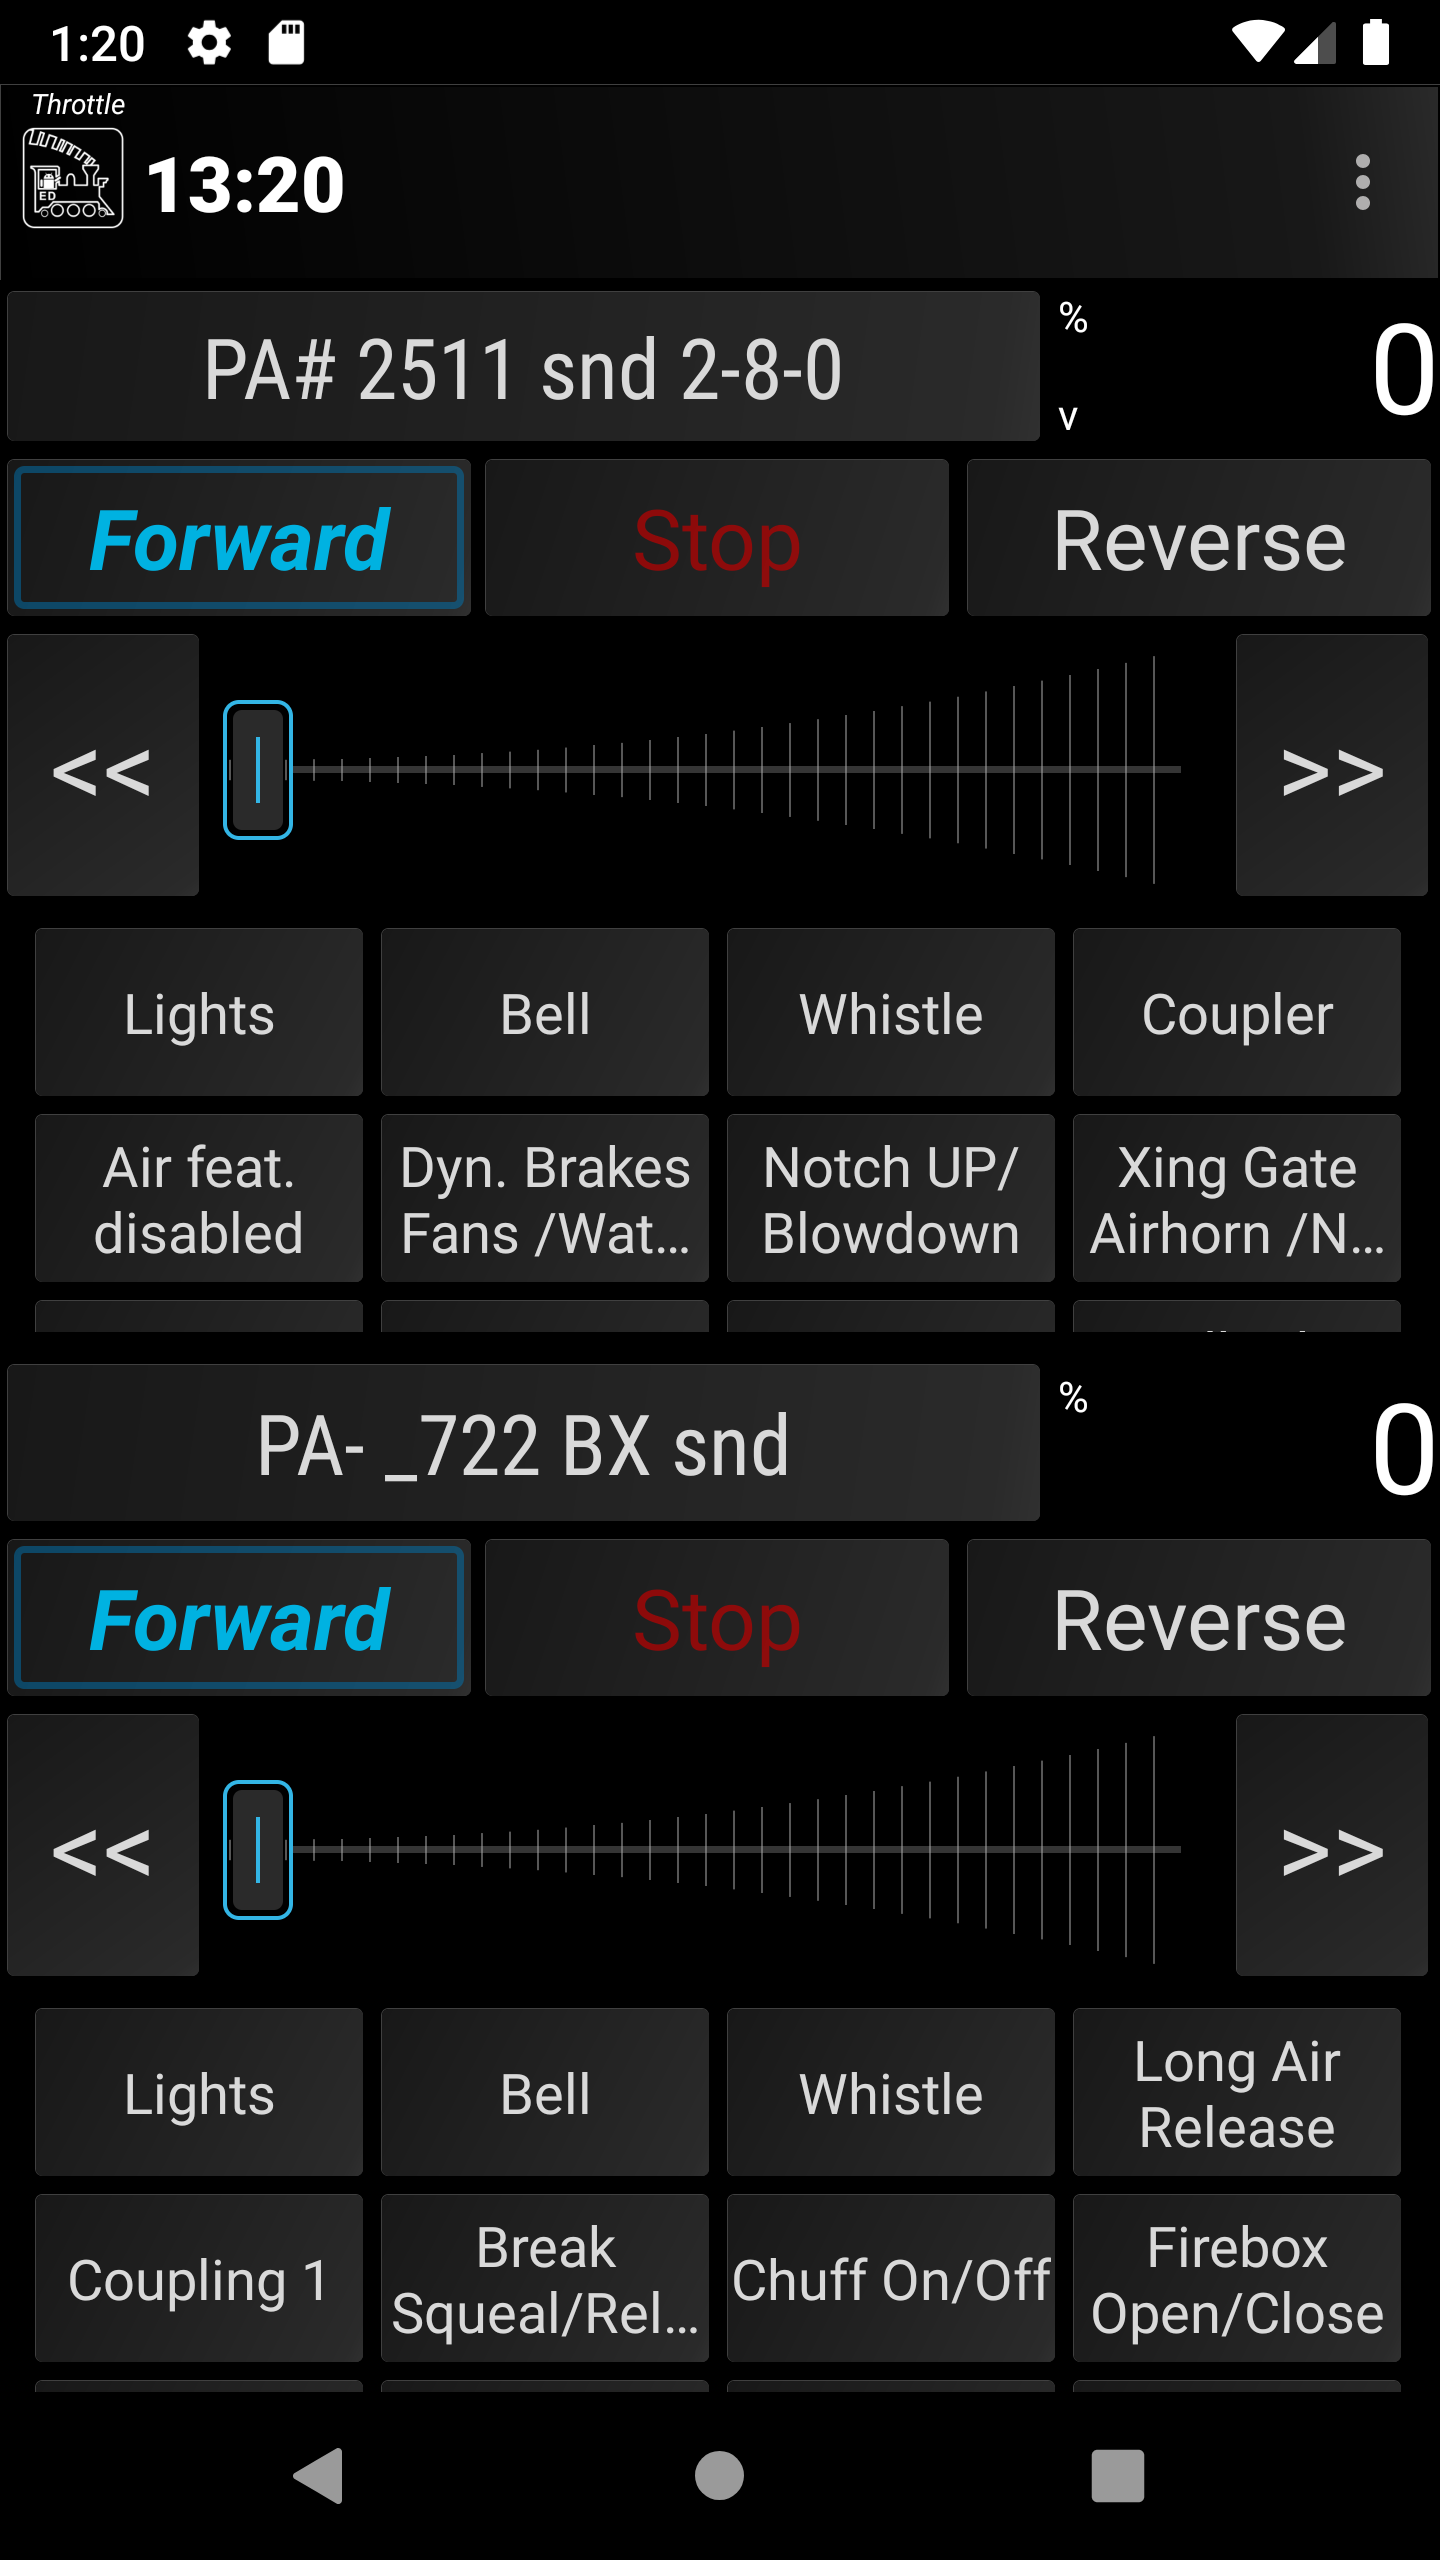 1:20
Throttle
ED
13:20
PA# 2511 snd 2-8-0
%
0
v
Forward
Stop
Reverse
<<
>>
Lights
Bell
Whistle
Coupler
Air feat.
disabled
Dyn. Brakes
Fans /Wat...
Notch UP/
Blowdown
Xing Gate
Airhorn /N...
PA- _722 BX snd
%
0
Forward
Stop
Reverse
<<
>>
Lights
Bell
Whistle
Long Air
Release
Coupling 1
Break
Squeal/Rel...
Chuff On/Off
Firebox
Open/Close